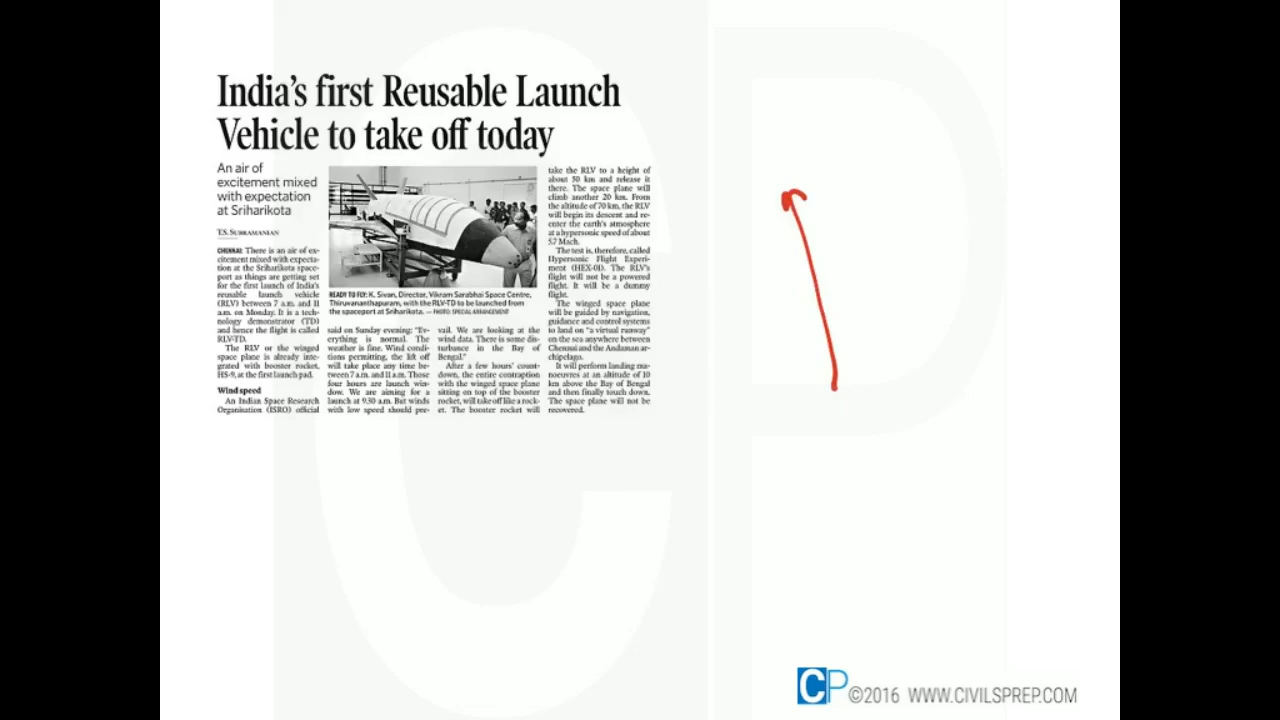 India's first Reusable Launch
Vehicle to take off today
An air of
excitement mixed
with expectation
at Sriharikota
T.S. SUBRAMANIAN
CHENNAI: There is an air of ex-
citement mixed with expecta-
tion at the Sriharikota space-
port as things are getting set
for the first launch of India's
reusable launch vehicle
(RLV) between 7 a.m. and 11
a.m. on Monday. It is a tech-
nology demonstrator (TD)
and hence the flight is called
RLV-TD.
The RLV or the winged
space plane is already inte-
grated with booster rocket,
HS-9, at the first launch pad.
Wind speed
An Indian Space Research
Organisation (ISRO) official
READY TO FLY: K. Sivan, Director, Vikram Sarabhai Space Centre,
Thiruvananthapuram, with the RLV-TD to be launched from
the spaceport at Sriharikota. — PHOTO: SPECIAL ARRANGEMENT
said on Sunday evening: "Ev-
erything is normal. The
weather is fine. Wind condi-
tions permitting, the lift off
will take place any time be-
tween 7 a.m. and 11 a.m. Those
four hours are launch win-
dow. We are aiming for a
launch at 9.30 a.m. But winds
with low speed should pre-
vail. We are looking at the
wind data. There is some dis-
turbance in the Bay of
Bengal."
After a few hours' count-
down, the entire contraption
with the winged space plane
sitting on top of the booster
rocket, will take off like a rock-
et. The booster rocket will
take the RLV to a height of
about 50 km and release it
there. The space plane will
climb another 20 km. From
the altitude of 70 km, the RLV
will begin its descent and re-
enter the earth's atmosphere
at a hypersonic speed of about
5.7 Mach.
The test is, therefore, called
Hypersonic Flight Experi-
ment (HEX-01). The RLV's
flight will not be a powered
flight. It will be a dummy
flight.
The winged space plane
will be guided by navigation,
guidance and control systems
to land on "a virtual runway"
on the sea anywhere between
Chennai and the Andaman ar-
chipelago.
It will perform landing ma-
noeuvres at an altitude of 10
km above the Bay of Bengal
and then finally touch down.
The space plane will not be
recovered.
CP ©2016 WWW.CIVILSPREP.COM